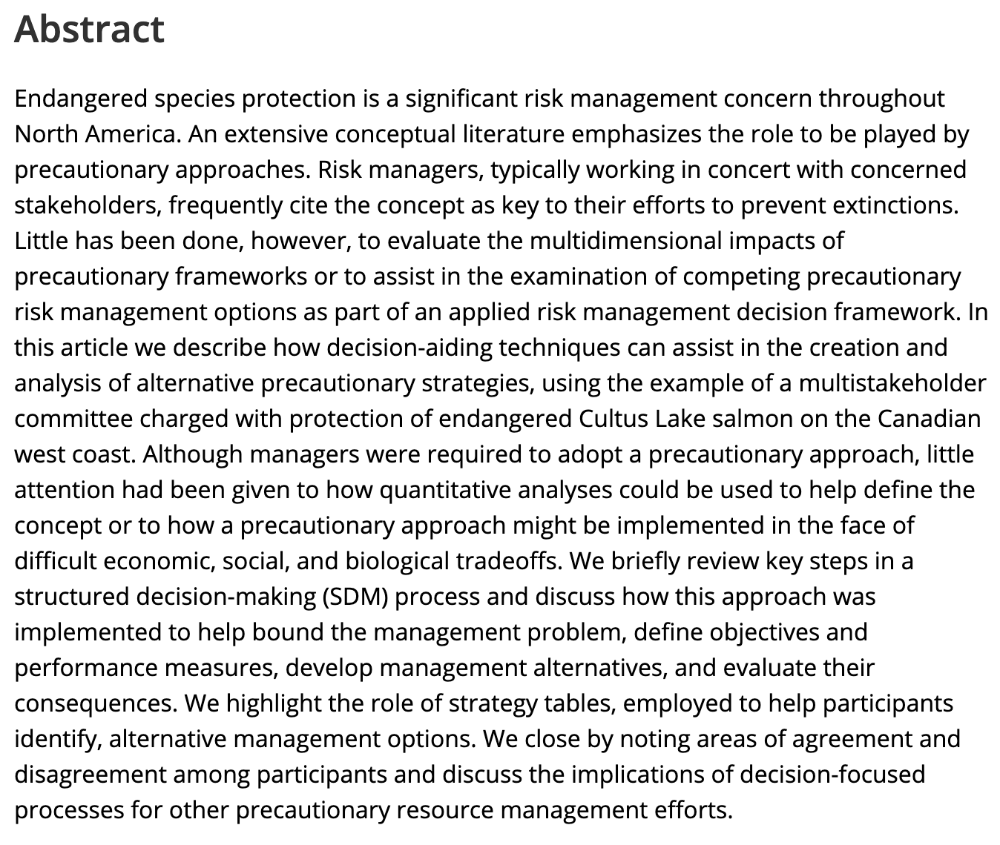 Abstract
Endangered species protection is a significant risk management concern throughout
North America. An extensive conceptual literature emphasizes the role to be played by
precautionary approaches. Risk managers, typically working in concert with concerned
stakeholders, frequently cite the concept as key to their efforts to prevent extinctions.
Little has been done, however, to evaluate the multidimensional impacts of
precautionary frameworks or to assist in the examination of competing precautionary
risk management options as part of an applied risk management decision framework. In
this article we describe how decision-aiding techniques can assist in the creation and
analysis of alternative precautionary strategies, using the example of a multistakeholder
committee charged with protection of endangered Cultus Lake salmon on the Canadian
west coast. Although managers were required to adopt a precautionary approach, little
attention had been given to how quantitative analyses could be used to help define the
concept or to how a precautionary approach might be implemented in the face of
difficult economic, social, and biological tradeoffs. We briefly review key steps in a
structured decision-making (SDM) process and discuss how this approach was
implemented to help bound the management problem, define objectives and
performance measures, develop management alternatives, and evaluate their
consequences. We highlight the role of strategy tables, employed to help participants
identify, alternative management options. We close by noting areas of agreement and
disagreement among participants and discuss the implications of decision-focused
processes for other precautionary resource management efforts.